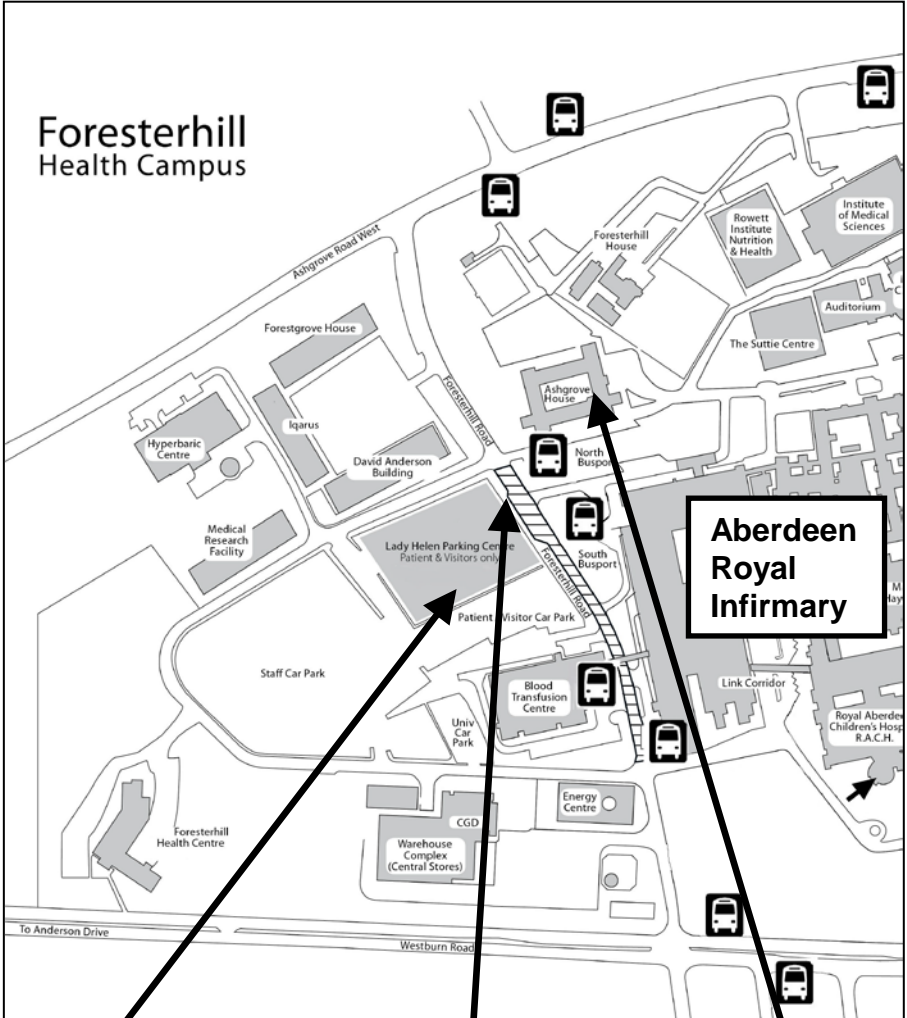 Foresterhill
Health Campus
Ashgrove Road West
Foresterhill
House
Rowett
Institute
Nutrition
& Health
Institute
of Medical
Sciences
Auditorium
The Suttie Centre
Forestgrove House
Foresterhill Road
Ashgrove
House
Iqarus
Hyperbaric
Centre
David Anderson
Building
North
Busport
Medical
Research
Facility
Lady Helen Parking Centre
Patient & Visitors only
South
Busport
Foresterhill Road
Aberdeen
Royal
Infirmary
Patient Visitor Car Park
Staff Car Park
Blood
Transfusion
Centre
Univ
Car
Park
Link Corridor
Royal Aberdee
Children's Hosp
R.A.C.H.
Energy
Centre
CGD
Warehouse
Complex
(Central Stores)
Foresterhill
Health Centre
To Anderson Drive
Westburn Road